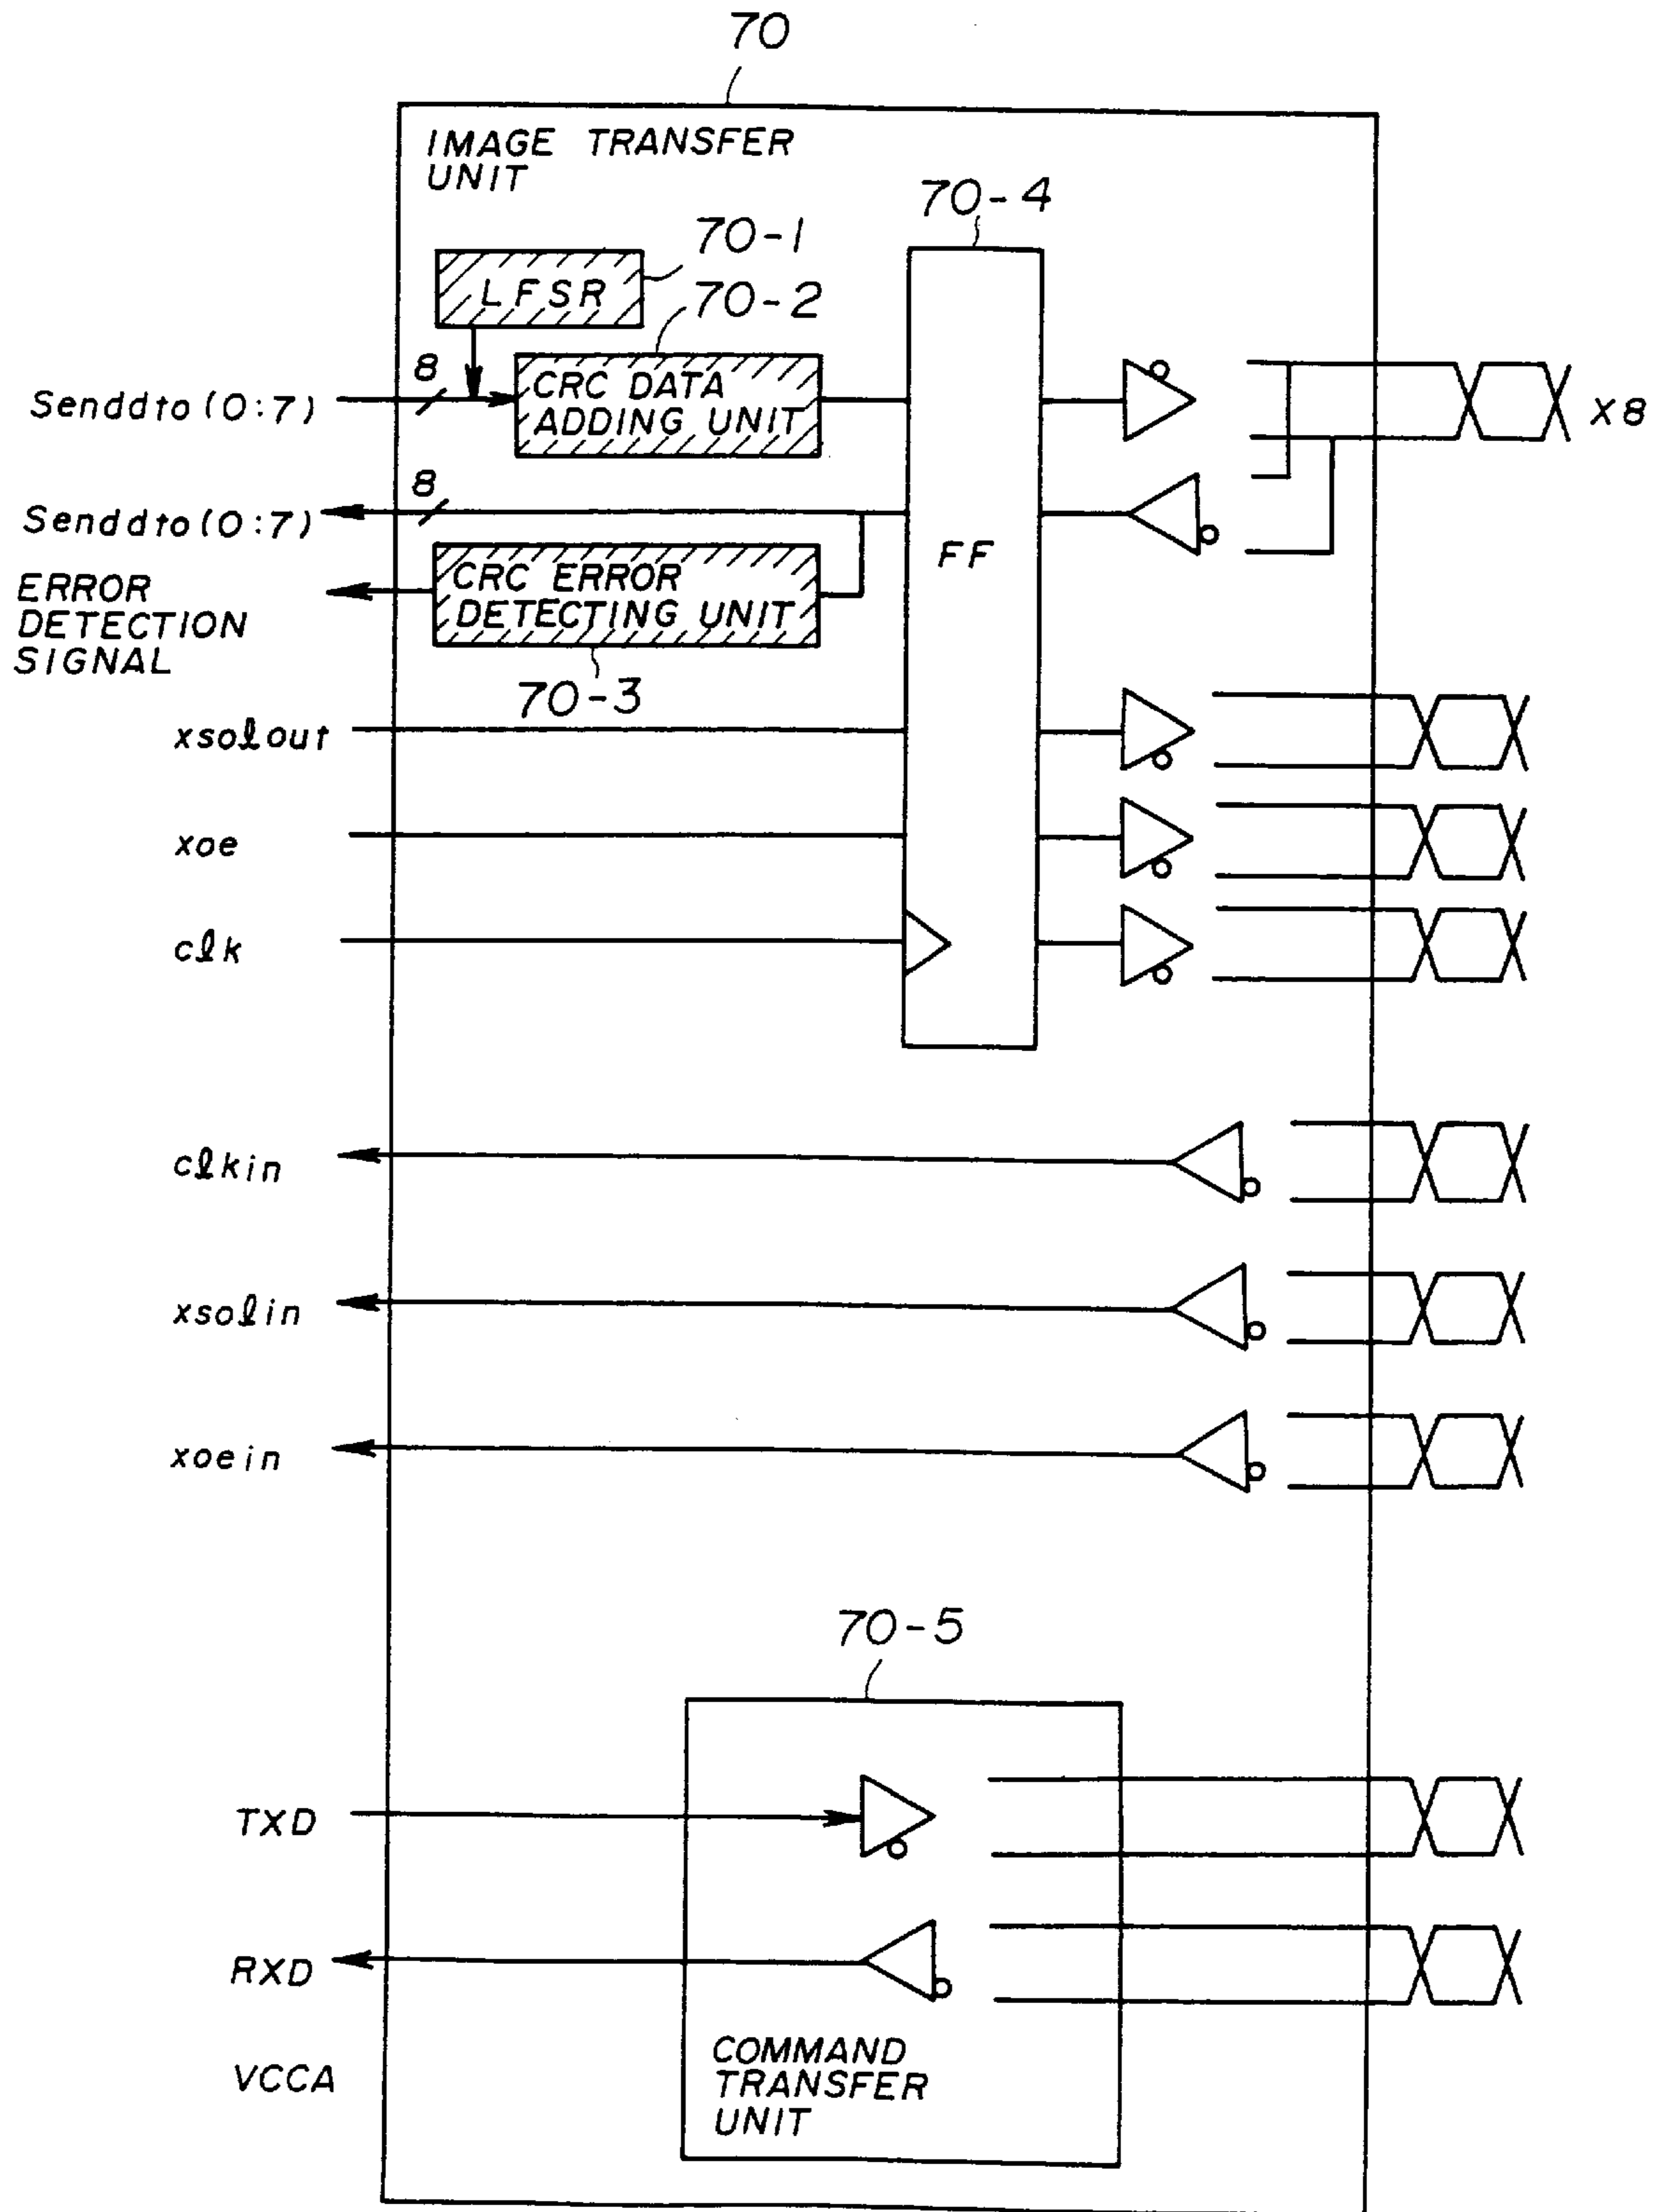 70
IMAGE TRANSFER
UNIT
70-4
70-1
LFSR
70-2
8
CRC DATA
ADDING UNIT
Senddto(0:7)
X8
8
Senddto(0:7)
FF
CRC ERROR
DETECTING UNIT
ERROR
DETECTION
SIGNAL
70-3
xsolout
xoe
clk
clkin
xsolin
xoein
70-5
TXD
RXD
COMMAND
TRANSFER
UNIT
VCCA